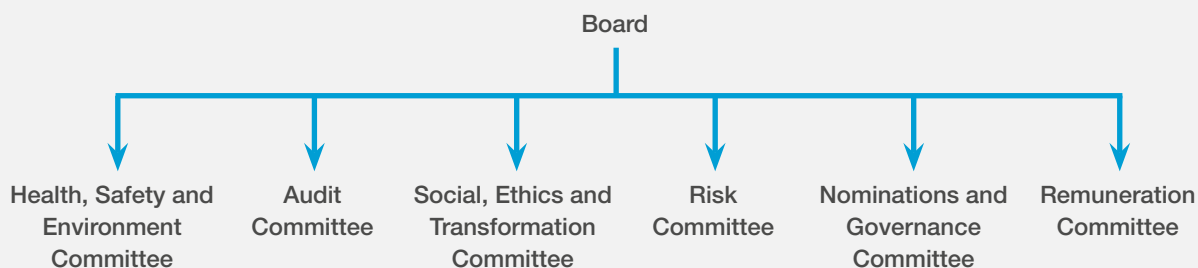 Board
Health, Safety and
Environment
Committee
Audit
Committee
Social, Ethics and
Transformation
Committee
Risk
Committee
Nominations and
Governance
Committee
Remuneration
Committee